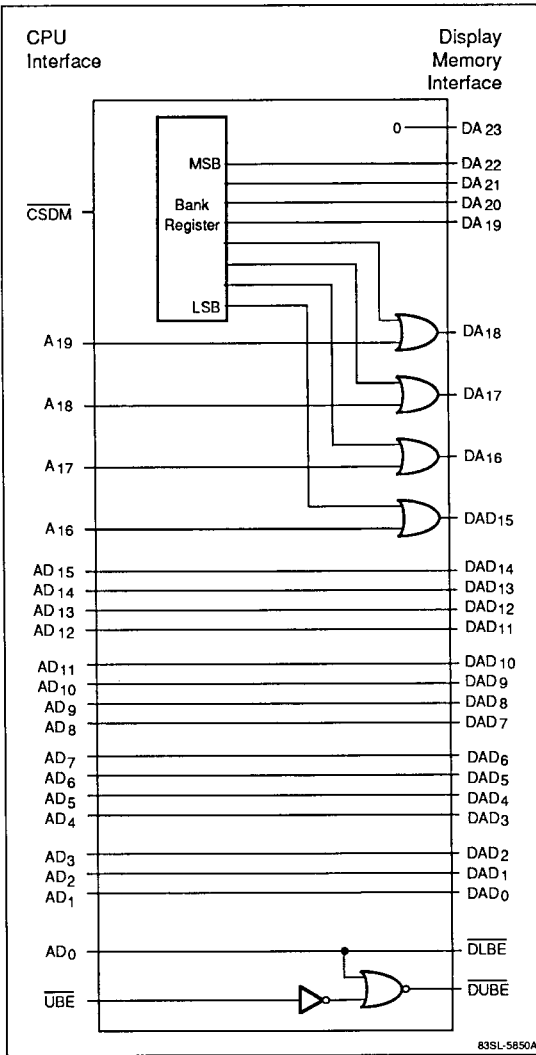 CPU
Interface
Display
Memory
Interface
0
DA23
MSB
DA22
DA21
Bank
Register
DA20
DA19
CSDM
LSB
A19
DA18
A18
DA17
A17
DA16
A16
DAD15
AD15
DAD14
AD14
DAD13
AD13
DAD12
AD12
DAD11
AD11
DAD10
AD10
DAD9
AD9
DAD8
AD8
DAD7
AD7
DAD6
AD6
DAD5
AD5
DAD4
AD4
DAD3
AD3
DAD2
AD2
DAD1
AD1
DAD0
AD0
DLBE
UBE
DUBE
83SL-5850A